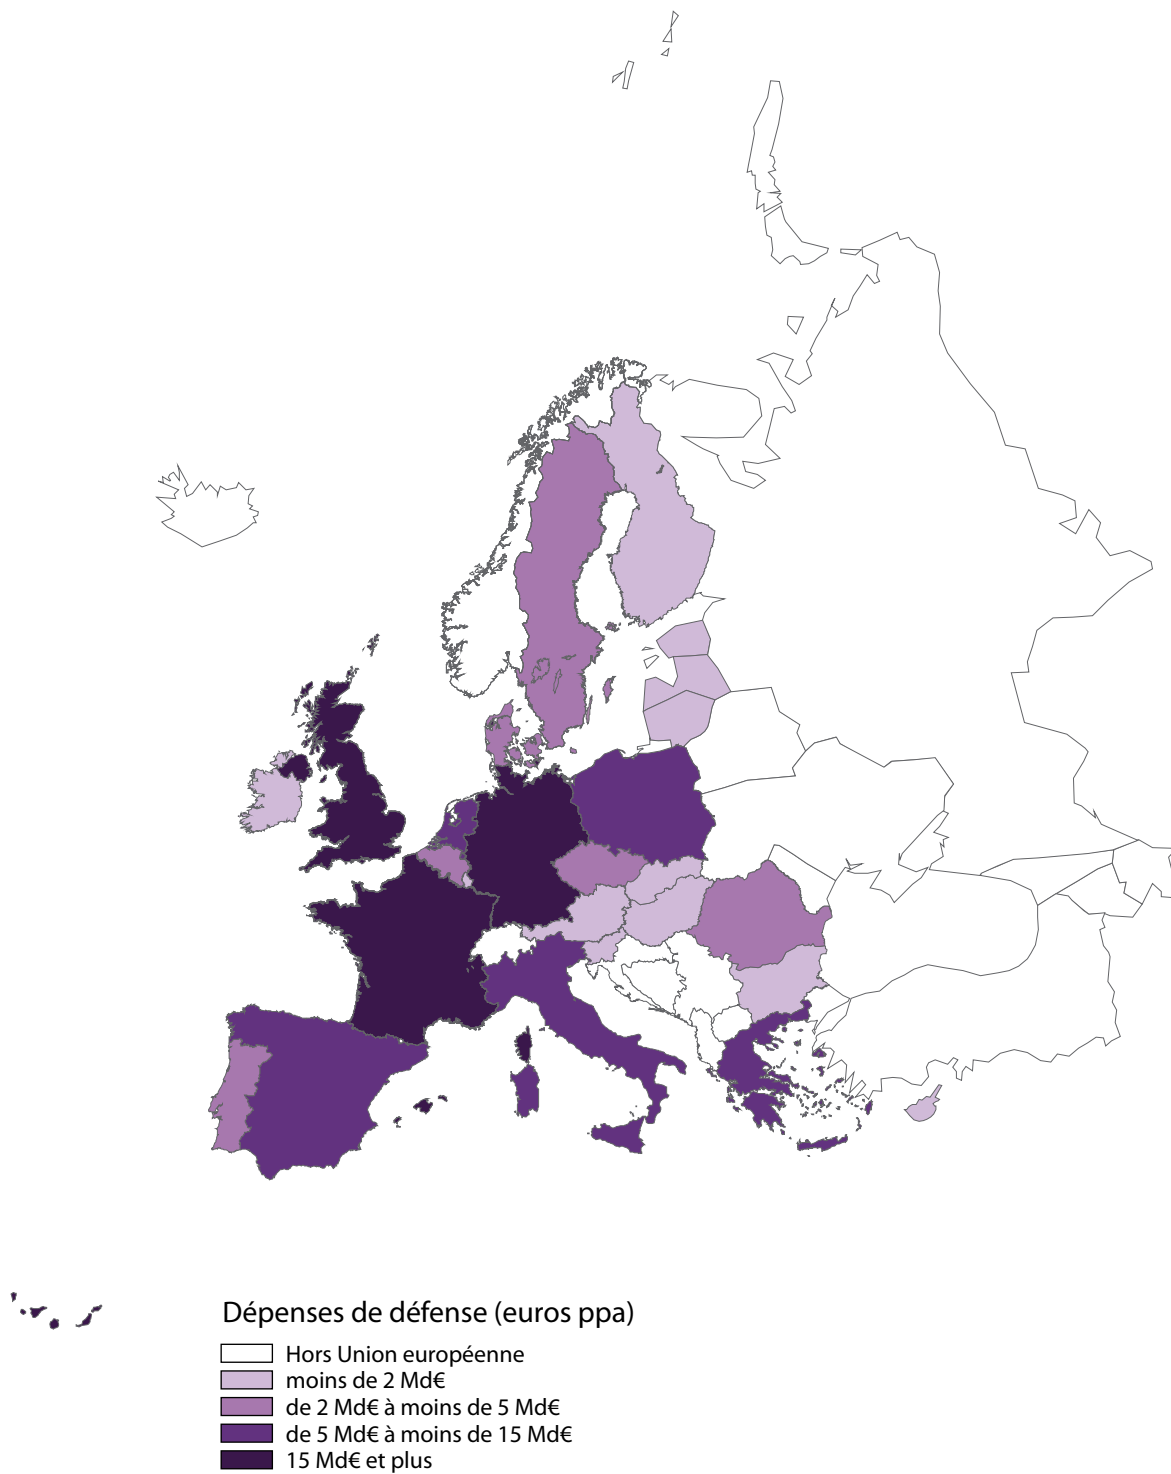 Dépenses de défense (euros ppa)
Hors Union européenne
moins de 2 Md€
de 2 Md€ à moins de 5 Md€
de 5 Md€ à moins de 15 Md€
15 Md€ et plus